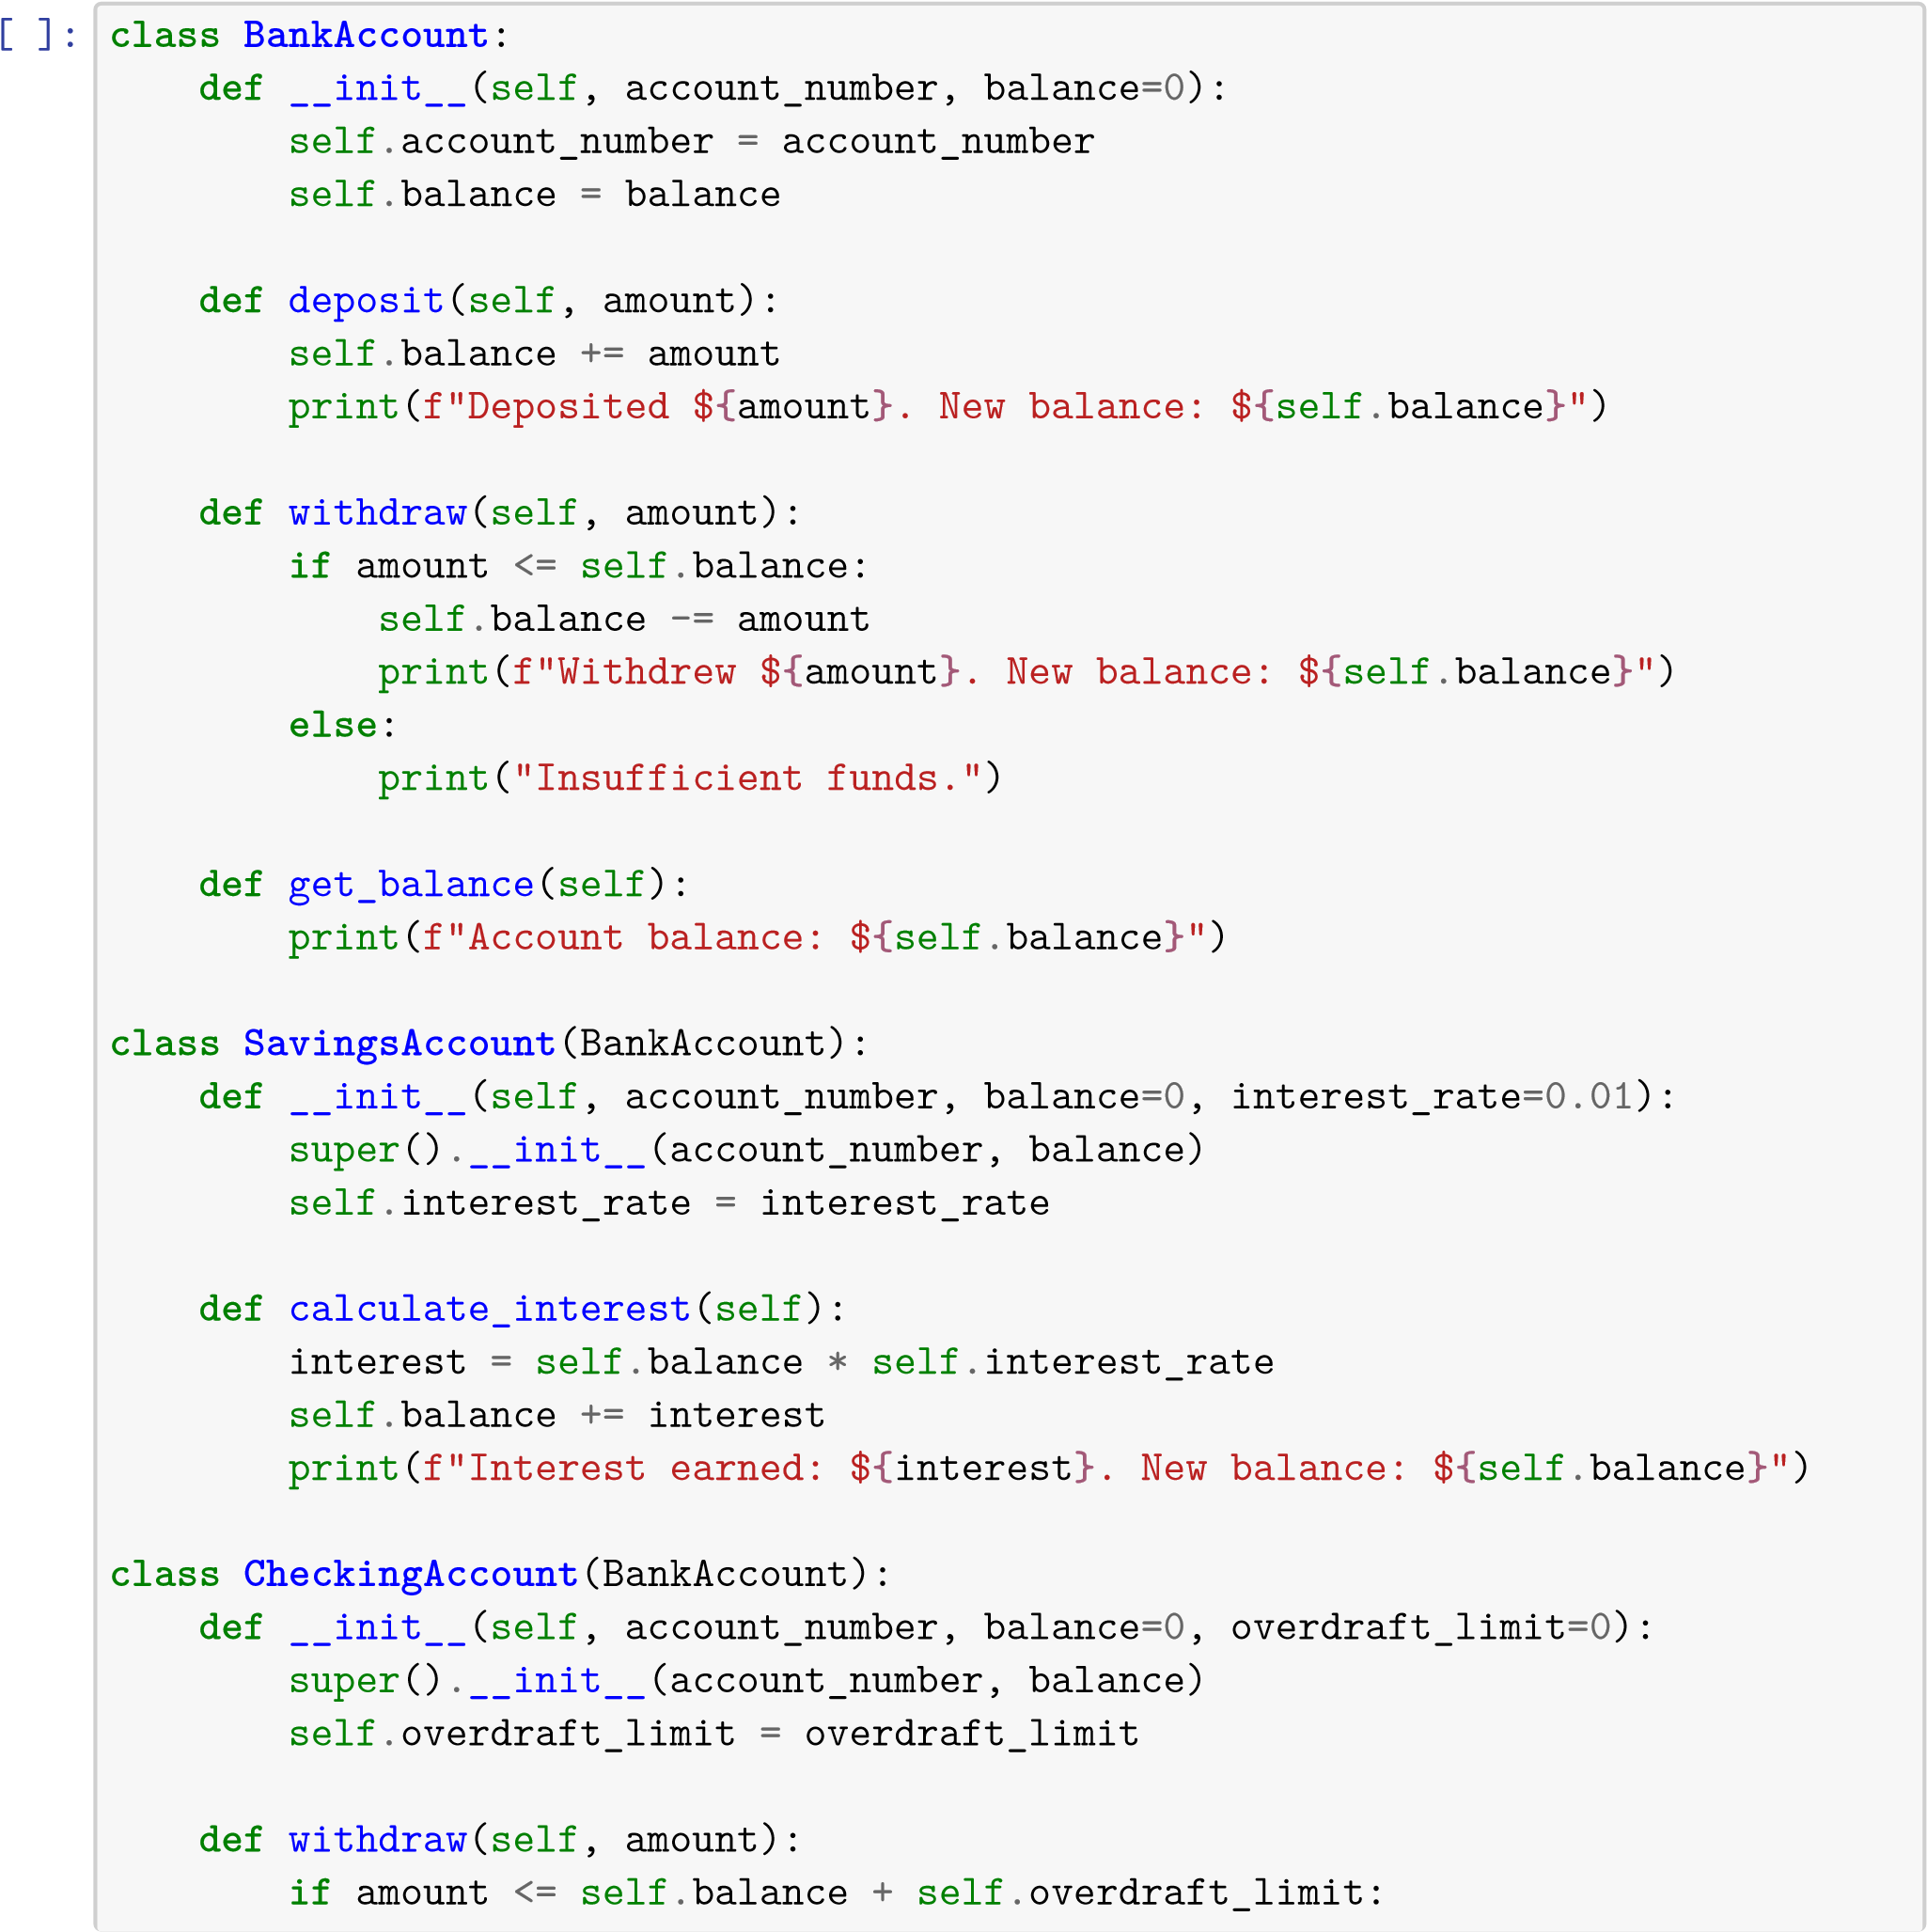 [ ]: class BankAccount:
    def __init__(self, account_number, balance=0):
        self.account_number = account_number
        self.balance = balance

    def deposit(self, amount):
        self.balance += amount
        print(f"Deposited ${amount}. New balance: ${self.balance}")

    def withdraw(self, amount):
        if amount <= self.balance:
            self.balance -= amount
            print(f"Withdrew ${amount}. New balance: ${self.balance}")
        else:
            print("Insufficient funds.")

    def get_balance(self):
        print(f"Account balance: ${self.balance}")

class SavingsAccount(BankAccount):
    def __init__(self, account_number, balance=0, interest_rate=0.01):
        super().__init__(account_number, balance)
        self.interest_rate = interest_rate

    def calculate_interest(self):
        interest = self.balance * self.interest_rate
        self.balance += interest
        print(f"Interest earned: ${interest}. New balance: ${self.balance}")

class CheckingAccount(BankAccount):
    def __init__(self, account_number, balance=0, overdraft_limit=0):
        super().__init__(account_number, balance)
        self.overdraft_limit = overdraft_limit

    def withdraw(self, amount):
        if amount <= self.balance + self.overdraft_limit: